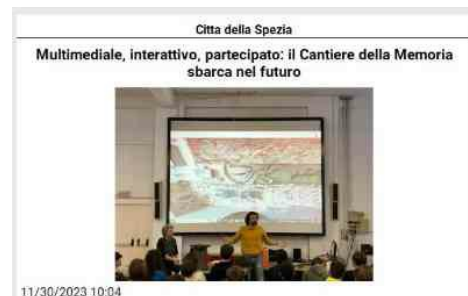 Citta della Spezia
Multimediale, interattivo, partecipato: il Cantiere della Memoria
sbarca nel futuro
11/30/2023 10:04